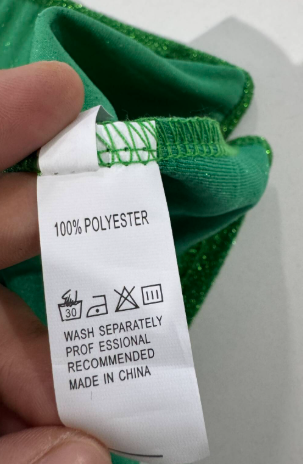 100% POLYESTER
30
WASH SEPARATELY
PROF ESSIONAL
RECOMMENDED
MADE IN CHINA